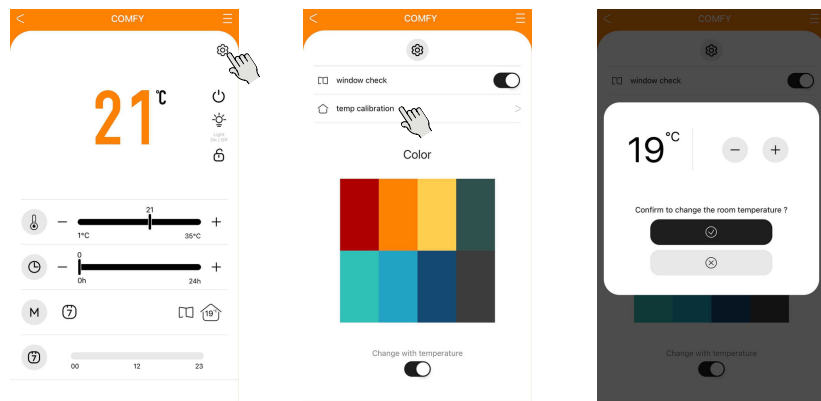 COMFY
21 °C
Light
On / Off
21
1°C 35°C
0
0h 24h
M 7 19°
7
00 12 23
COMFY
window check
temp calibration
Color
Change with temperature
COMFY
window check
19 °C
Confirm to change the room temperature ?
Change with temperature